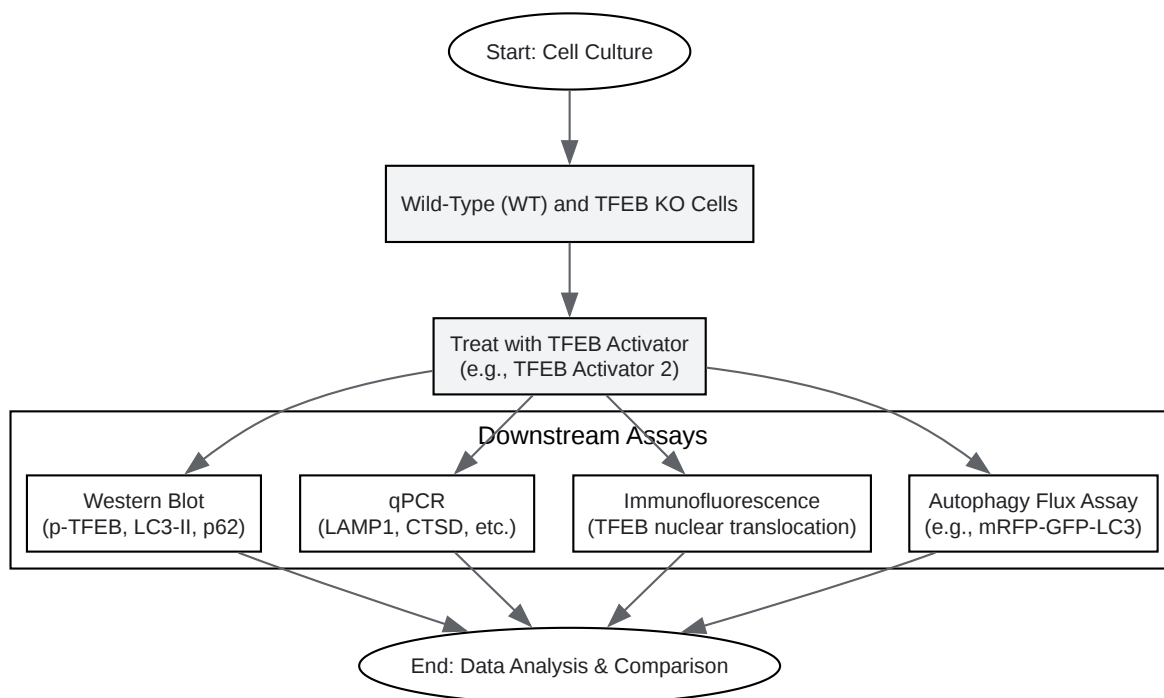 Start: Cell Culture
Wild-Type (WT) and TFEB KO Cells
Treat with TFEB Activator
(e.g., TFEB Activator 2)
Downstream Assays
Western Blot
(p-TFEB, LC3-II, p62)
qPCR
(LAMP1, CTSD, etc.)
Immunofluorescence
(TFEB nuclear translocation)
Autophagy Flux Assay
(e.g., mRFP-GFP-LC3)
End: Data Analysis & Comparison